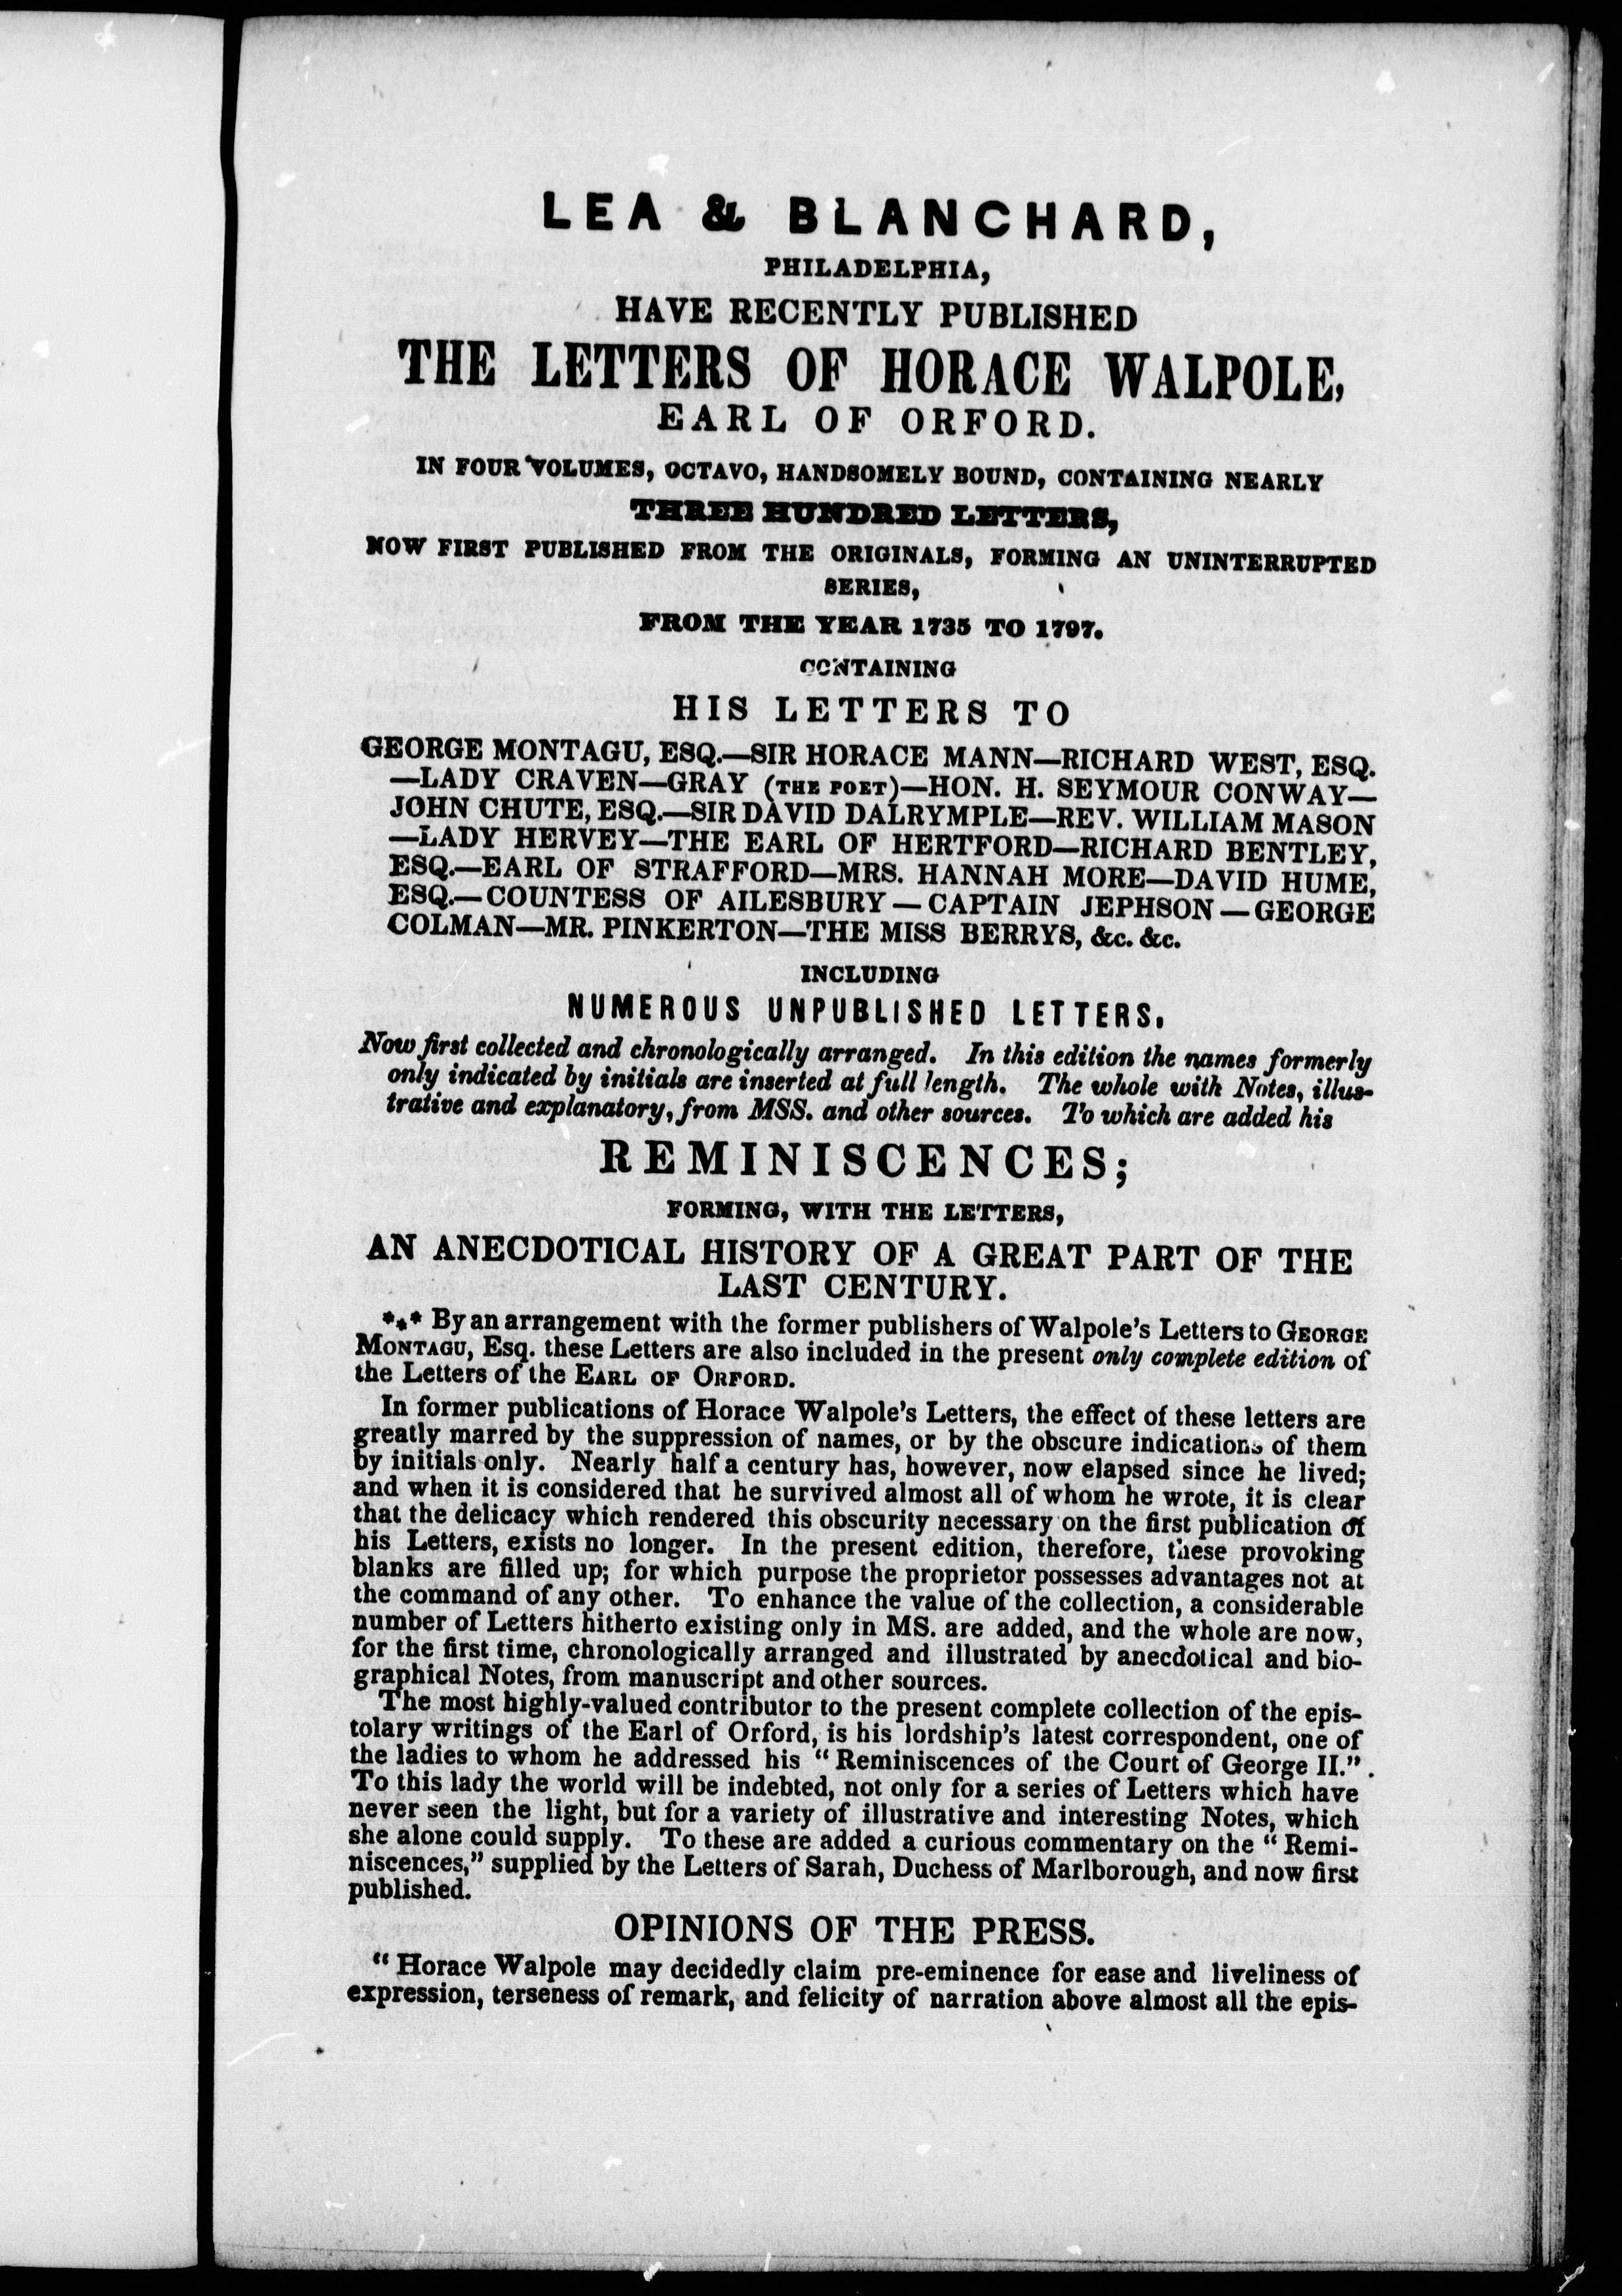 LEA & BLANCHARD,
PHILADELPHIA,
HAVE RECENTLY PUBLISHED
THE LETTERS OF HORACE WALPOLE,
EARL OF ORFORD.
IN FOUR VOLUMES, OCTAVO, HANDSOMELY BOUND, CONTAINING NEARLY
THREE HUNDRED LETTERS,
NOW FIRST PUBLISHED FROM THE ORIGINALS, FORMING AN UNINTERRUPTED
SERIES,
FROM THE YEAR 1735 TO 1797.
CONTAINING
HIS LETTERS TO
GEORGE MONTAGU, ESQ.—SIR HORACE MANN—RICHARD WEST, ESQ.
—LADY CRAVEN—GRAY (THE POET)—HON. H. SEYMOUR CONWAY—
JOHN CHUTE, ESQ.—SIR DAVID DALRYMPLE—REV. WILLIAM MASON
—LADY HERVEY—THE EARL OF HERTFORD—RICHARD BENTLEY,
ESQ.—EARL OF STRAFFORD—MRS. HANNAH MORE—DAVID HUME,
ESQ.—COUNTESS OF AILESBURY—CAPTAIN JEPHSON—GEORGE
COLMAN—MR. PINKERTON—THE MISS BERRYS, &c. &c.
INCLUDING
NUMEROUS UNPUBLISHED LETTERS.
Now first collected and chronologically arranged. In this edition the names formerly
only indicated by initials are inserted at full length. The whole with Notes, illus-
trative and explanatory, from MSS. and other sources. To which are added his
REMINISCENCES;
FORMING, WITH THE LETTERS,
AN ANECDOTICAL HISTORY OF A GREAT PART OF THE
LAST CENTURY.
*** By an arrangement with the former publishers of Walpole's Letters to GEORGE
MONTAGU, Esq. these Letters are also included in the present only complete edition of
the Letters of the EARL OF ORFORD.
In former publications of Horace Walpole's Letters, the effect of these letters are
greatly marred by the suppression of names, or by the obscure indications of them
by initials only. Nearly half a century has, however, now elapsed since he lived;
and when it is considered that he survived almost all of whom he wrote, it is clear
that the delicacy which rendered this obscurity necessary on the first publication of
his Letters, exists no longer. In the present edition, therefore, these provoking
blanks are filled up; for which purpose the proprietor possesses advantages not at
the command of any other. To enhance the value of the collection, a considerable
number of Letters hitherto existing only in MS. are added, and the whole are now,
for the first time, chronologically arranged and illustrated by anecdotical and bio-
graphical Notes, from manuscript and other sources.
The most highly-valued contributor to the present complete collection of the epis-
tolary writings of the Earl of Orford, is his lordship's latest correspondent, one of
the ladies to whom he addressed his "Reminiscences of the Court of George II."
To this lady the world will be indebted, not only for a series of Letters which have
never seen the light, but for a variety of illustrative and interesting Notes, which
she alone could supply. To these are added a curious commentary on the "Remi-
niscences," supplied by the Letters of Sarah, Duchess of Marlborough, and now first
published.
OPINIONS OF THE PRESS.
"Horace Walpole may decidedly claim pre-eminence for ease and liveliness of
expression, terseness of remark, and felicity of narration above almost all the epis-